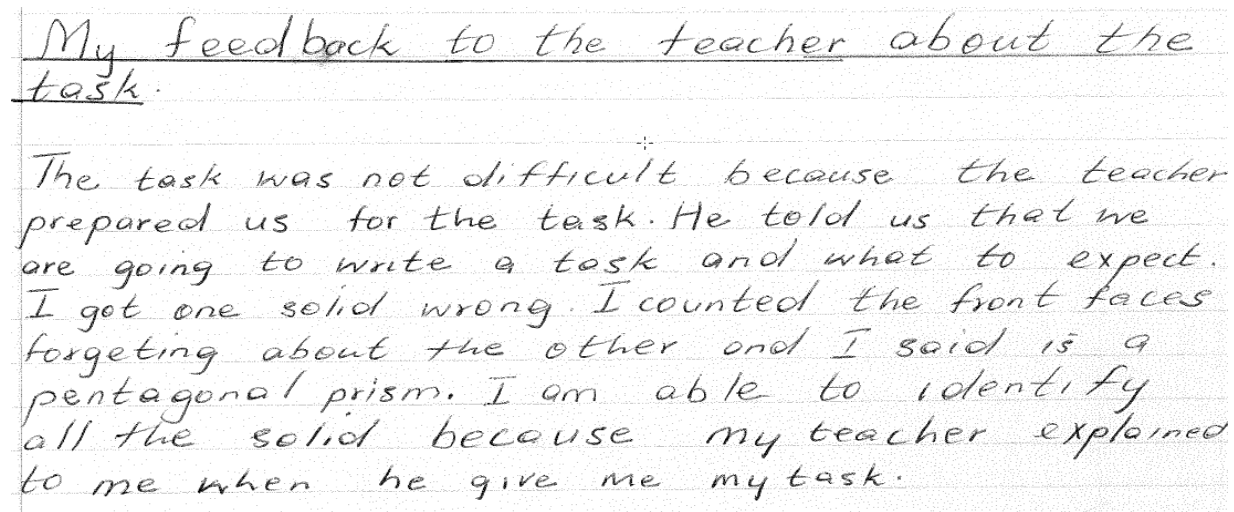 My feedback to the teacher about the
task.
The task was not difficult because the teacher
prepared us for the task. He told us that we
are going to write a task and what to expect.
I got one solid wrong. I counted the front faces
forgeting about the other and I said is a
pentagonal prism. I am able to identify
all the solid because my teacher explained
to me when he give me my task.